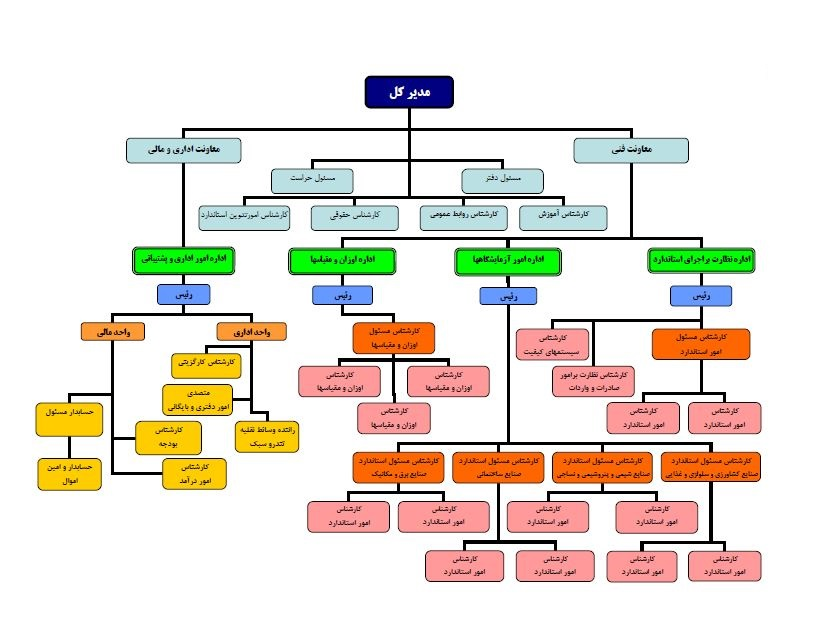 مدیر کل
معاونت فنی
معاونت اداری و مالی
مسئول دفتر
مسئول حراست
کارشناس آموزش
کارشناس روابط عمومی
کارشناس حقوقی
کارشناس امورتدوین استاندارد
اداره نظارت براجرای استاندارد
اداره امور آزمایشگاهها
اداره اوزان و مقیاسها
اداره امور اداری و پشتیبانی
رئیس
رئیس
رئیس
رئیس
کارشناس مسئول
امور استاندارد
کارشناس
سیستمهای کیفیت
کارشناس مسئول
اوزان و مقیاسها
واحد اداری
واحد مالی
کارشناس نظارت برامور
صادرات و واردات
کارشناس
اوزان و مقیاسها
کارشناس
اوزان و مقیاسها
کارشناس کارگزینی
کارشناس
امور استاندارد
کارشناس
امور استاندارد
کارشناس
اوزان و مقیاسها
متصدی
امور دفتری و بایگانی
حسابدار مسئول
راننده وسائط نقلیه
تندرو سبک
کارشناس
بودجه
کارشناس مسئول استاندارد
صنایع کشاورزی و سلولزی و غذایی
کارشناس مسئول استاندارد
صنایع شیمی و پتروشیمی و نساجی
کارشناس مسئول استاندارد
صنایع ساختمانی
کارشناس مسئول استاندارد
صنایع برق و مکانیک
کارشناس
امور درآمد
حسابدار و امین
اموال
کارشناس
امور استاندارد
کارشناس
امور استاندارد
کارشناس
امور استاندارد
کارشناس
امور استاندارد
کارشناس
امور استاندارد
کارشناس
امور استاندارد
کارشناس
امور استاندارد
کارشناس
امور استاندارد